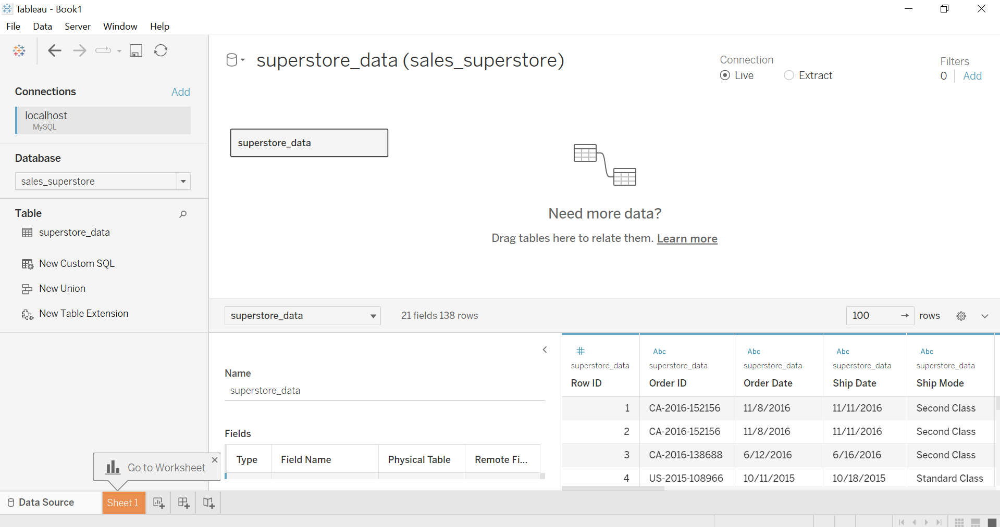 Tableau - Book1
File Data Server Window Help
Connections Add
localhost
MySQL
Database
sales_superstore
Table
superstore_data
New Custom SQL
New Union
New Table Extension
superstore_data (sales_superstore)
Connection
Live Extract
Filters
0 Add
superstore_data
Need more data?
Drag tables here to relate them. Learn more
superstore_data 21 fields 138 rows 100 rows
Name
superstore_data
Fields
Type Field Name Physical Table Remote Fi...
# Abc Abc Abc Abc
superstore_data superstore_data superstore_data superstore_data superstore_data
Row ID Order ID Order Date Ship Date Ship Mode
1 CA-2016-152156 11/8/2016 11/11/2016 Second Class
2 CA-2016-152156 11/8/2016 11/11/2016 Second Class
3 CA-2016-138688 6/12/2016 6/16/2016 Second Class
4 US-2015-108966 10/11/2015 10/18/2015 Standard Class
Go to Worksheet
Data Source Sheet 1